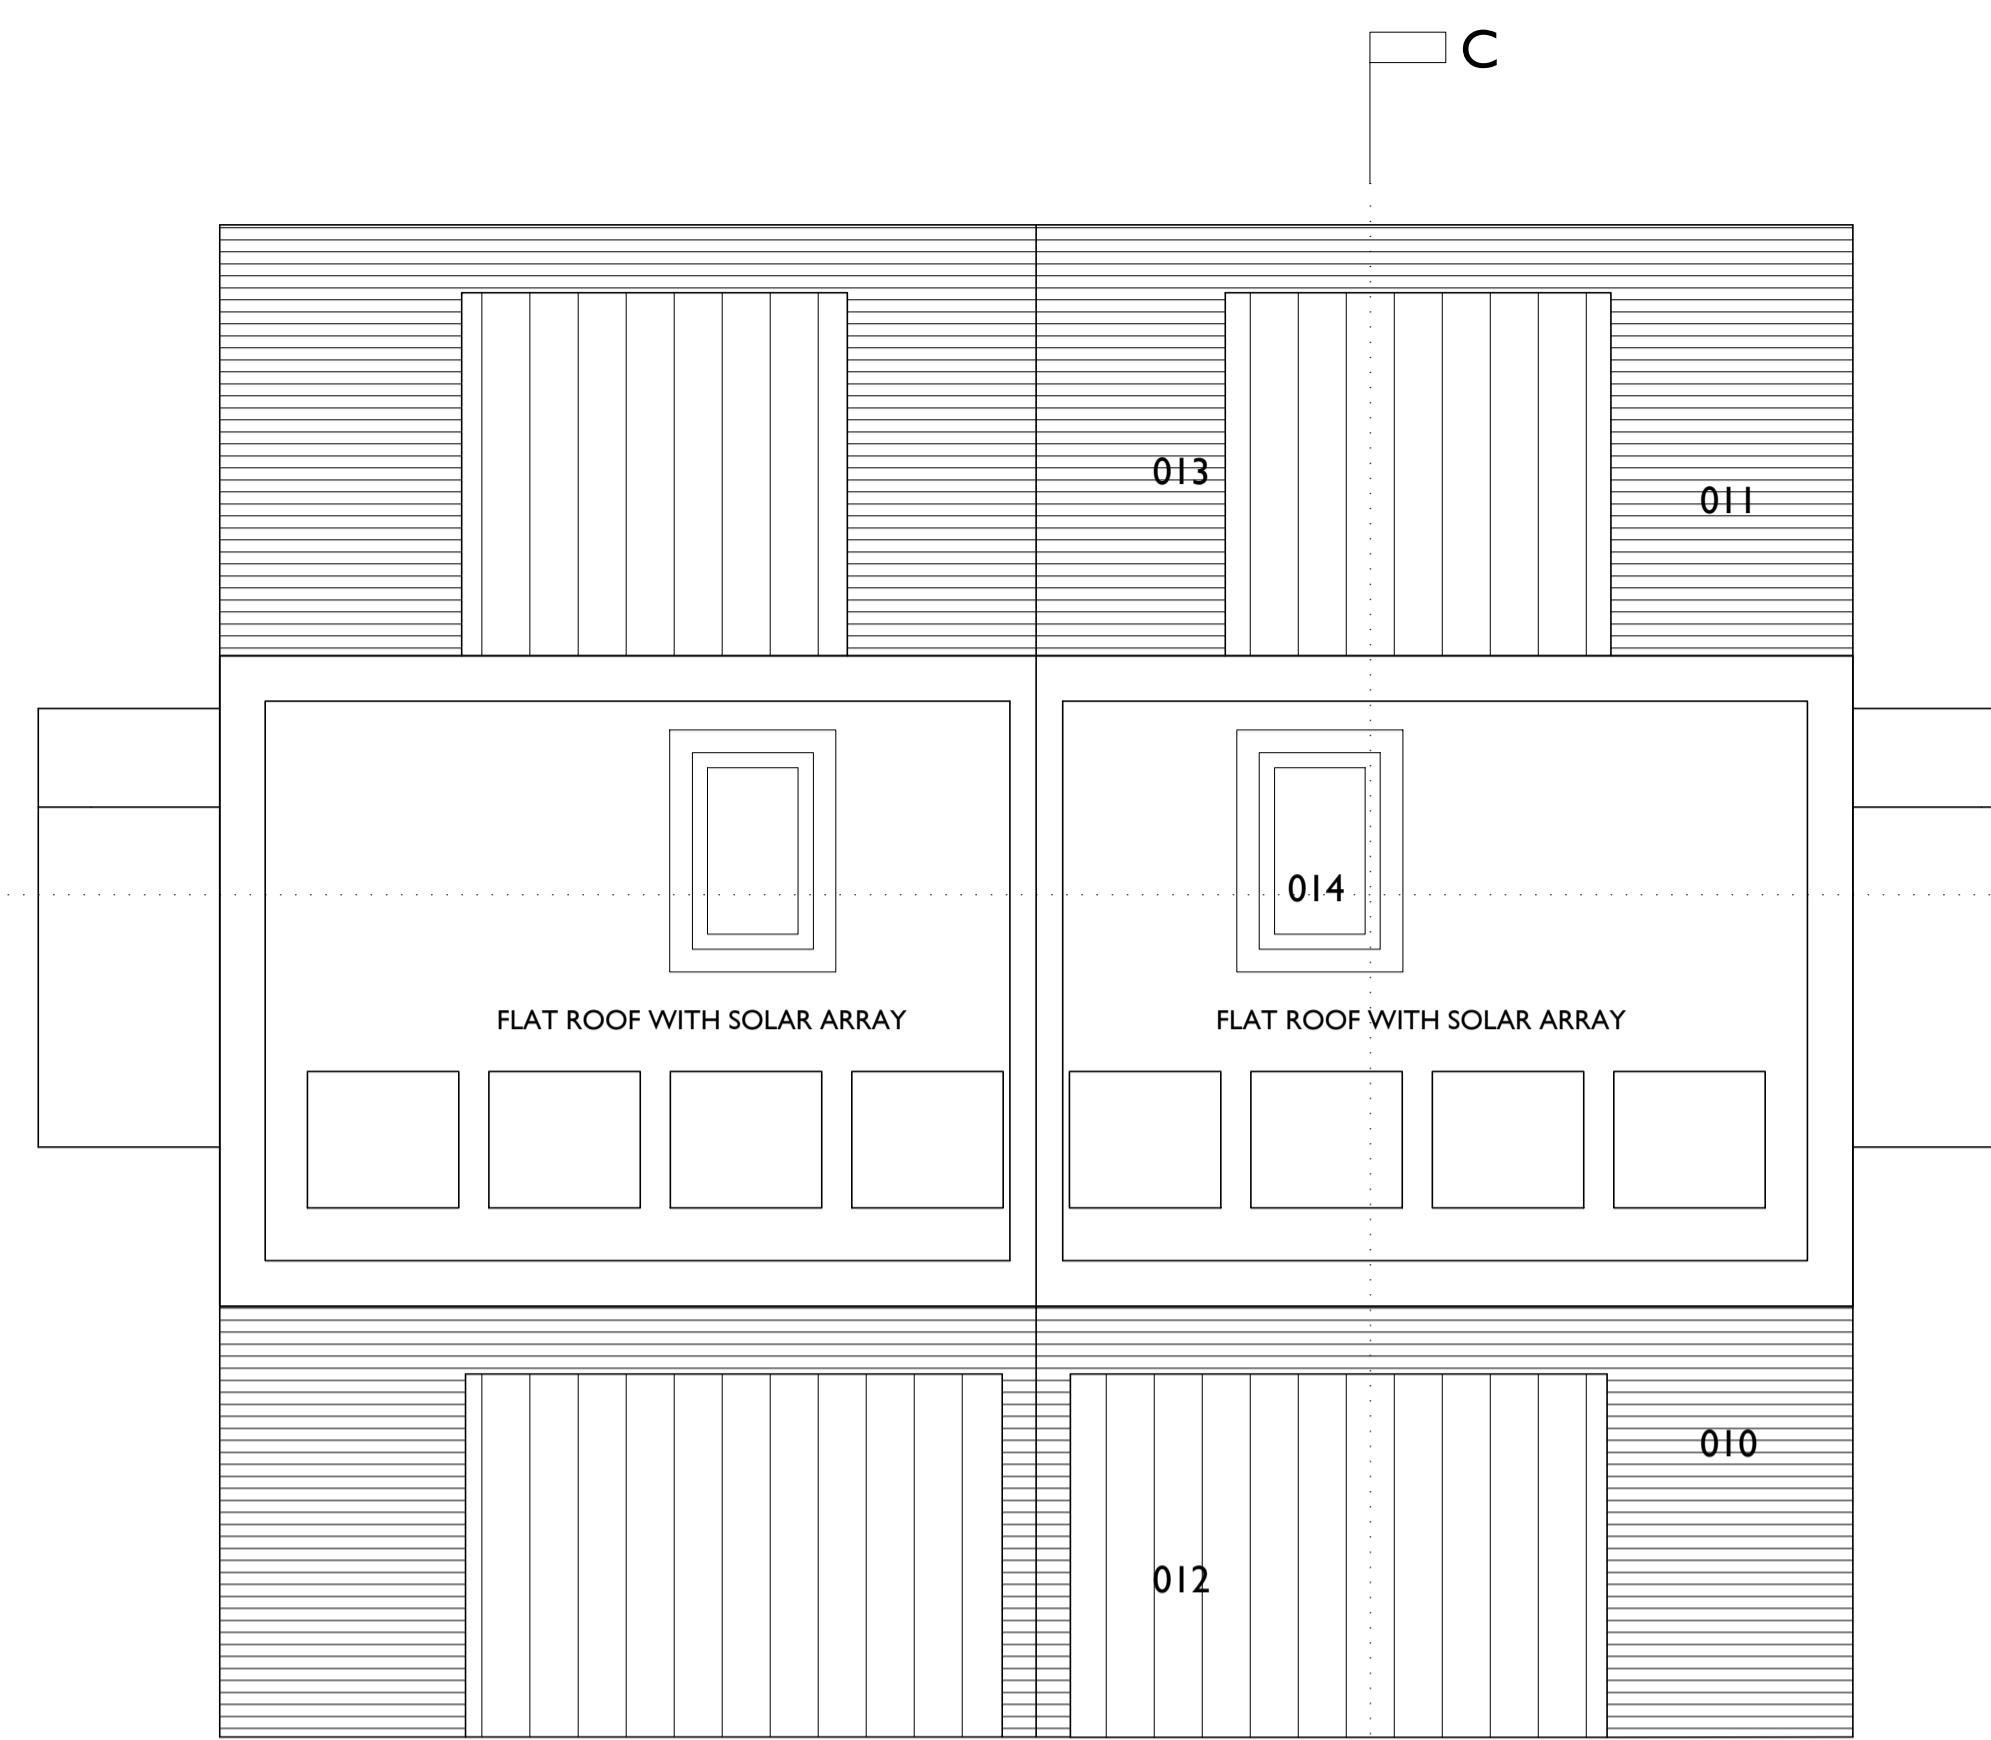 C
013
011
014
FLAT ROOF WITH SOLAR ARRAY
FLAT ROOF WITH SOLAR ARRAY
010
012